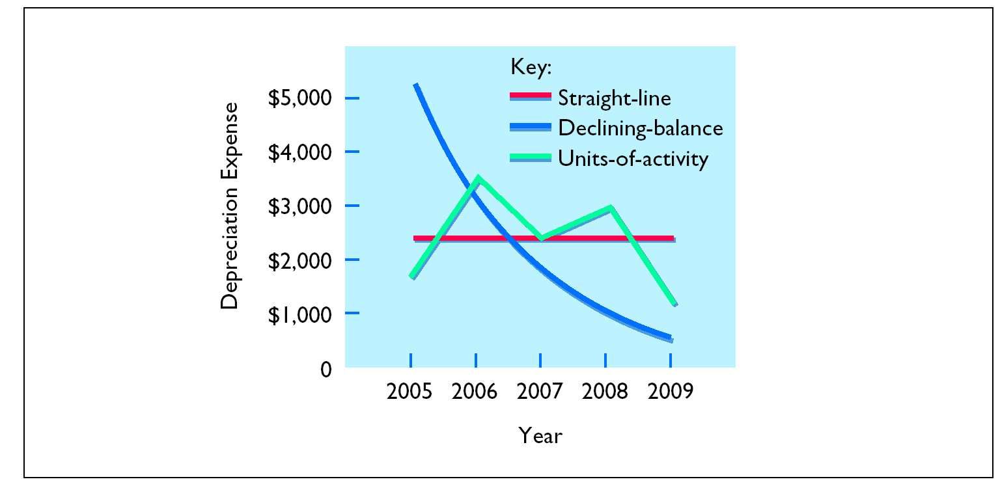 Key:
Straight-line
Declining-balance
Units-of-activity
Depreciation Expense
$5,000
$4,000
$3,000
$2,000
$1,000
0
2005 2006 2007 2008 2009
Year